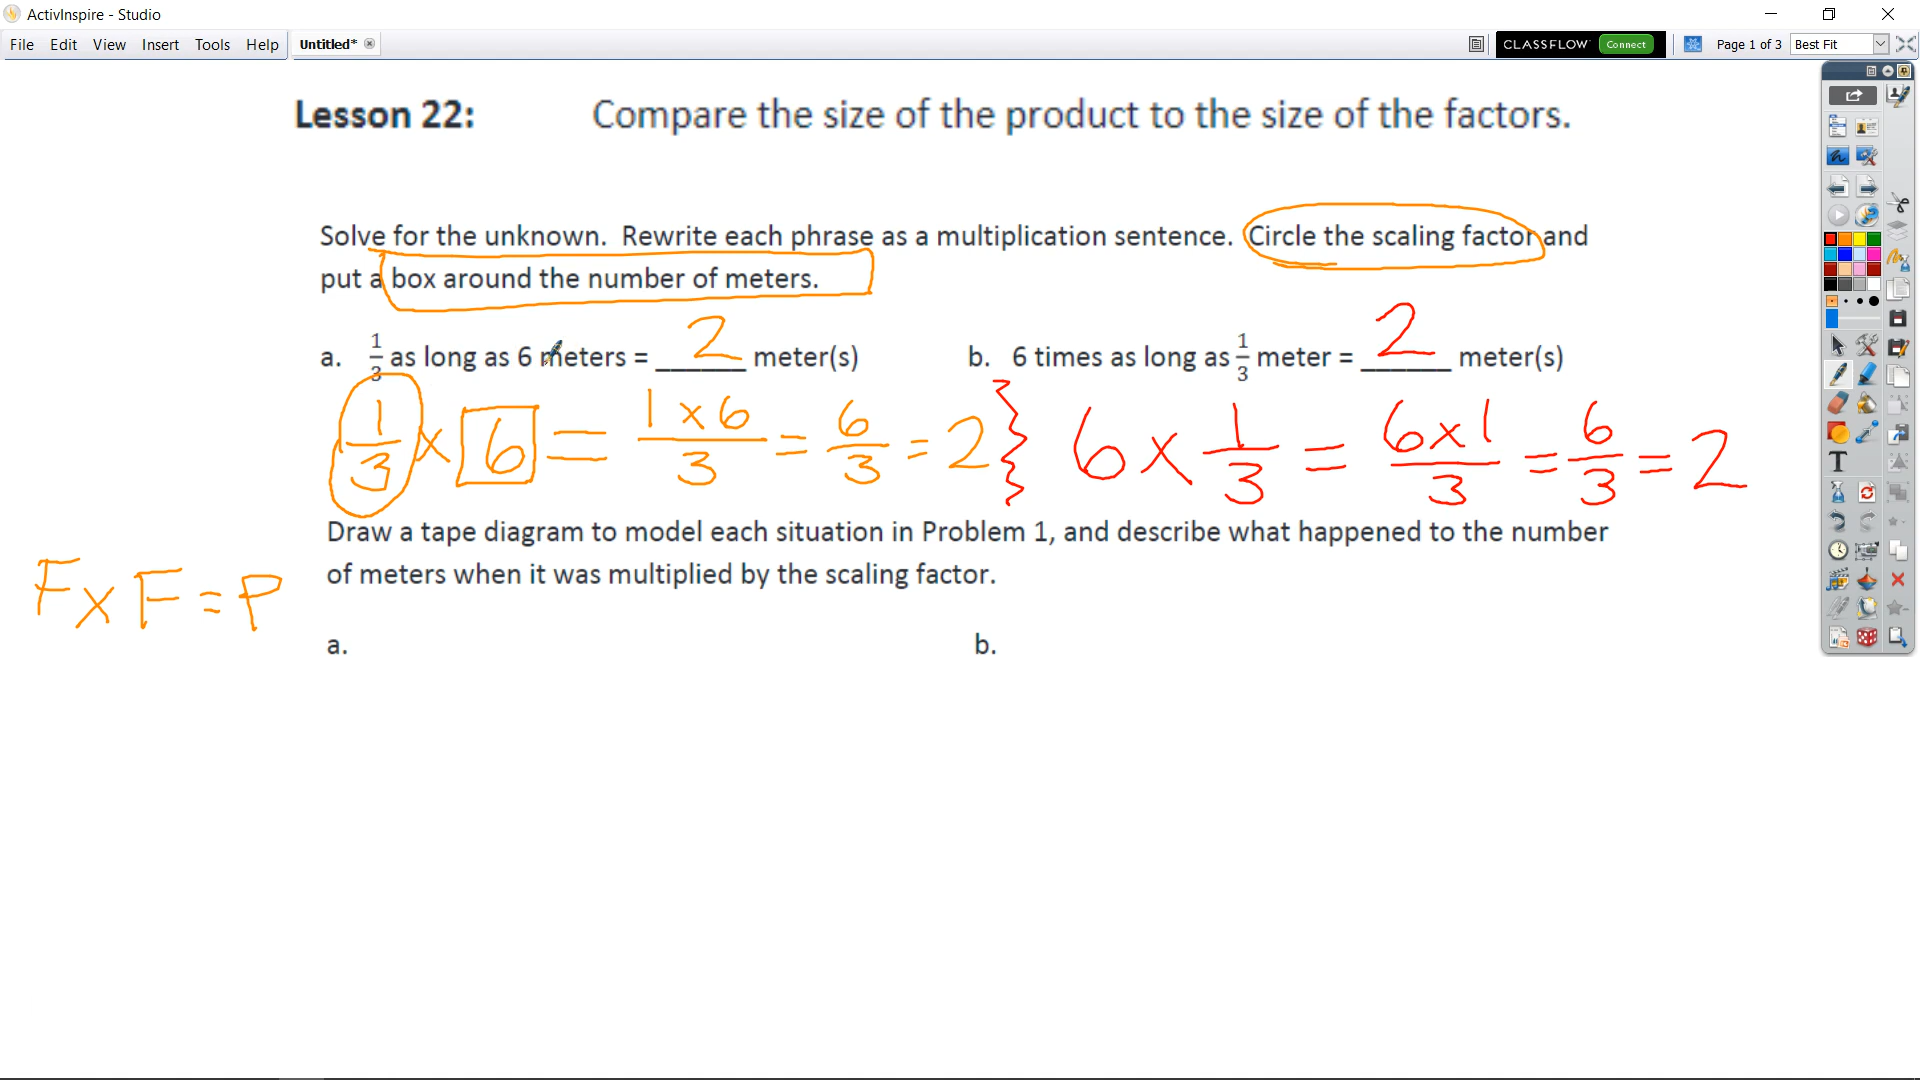 ActivInspire - Studio
File Edit View Insert Tools Help Untitled* CLASSFLOW Connect Page 1 of 3 Best Fit
Lesson 22: Compare the size of the product to the size of the factors.
Solve for the unknown. Rewrite each phrase as a multiplication sentence. Circle the scaling factor and
put a box around the number of meters.
a. 1/3 as long as 6 meters = 2 meter(s) b. 6 times as long as 1/3 meter = 2 meter(s)
1/3 × 6 = 1 × 6/3 = 6/3 = 2 6 × 1/3 = 6×1/3 = 6/3 = 2
Draw a tape diagram to model each situation in Problem 1, and describe what happened to the number
of meters when it was multiplied by the scaling factor.
F × F = P
a. b.